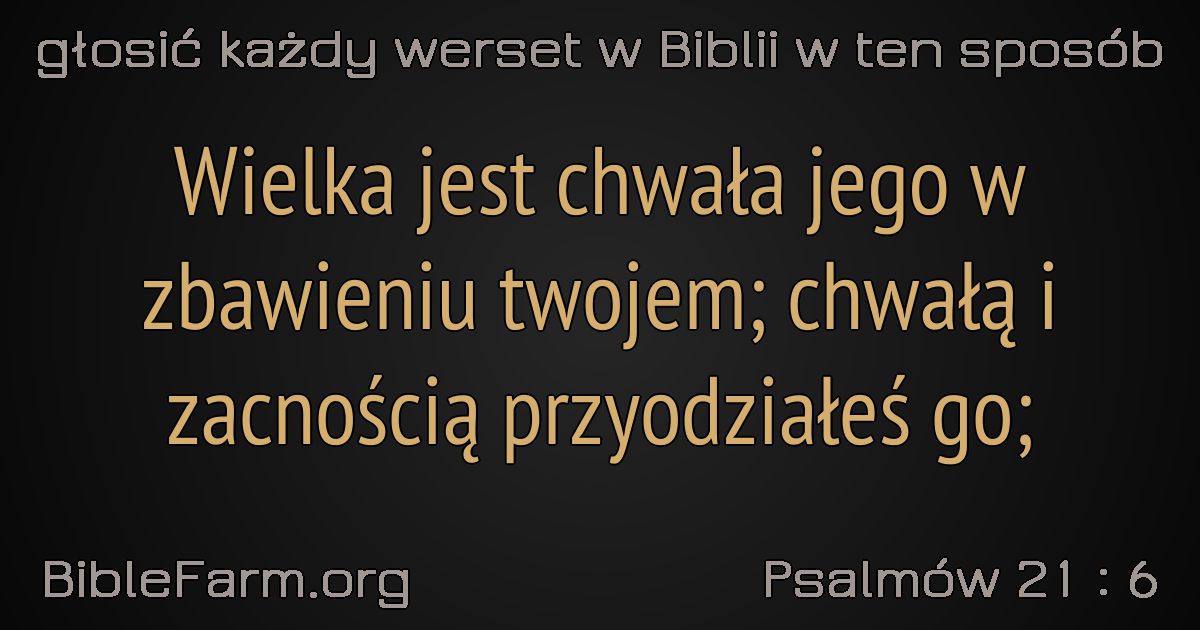 głosić każdy werset w Biblii w ten sposób
Wielka jest chwała jego w
zbawieniu twojem; chwałą i
zacnością przyodziałeś go;
BibleFarm.org
Psalmów 21 : 6